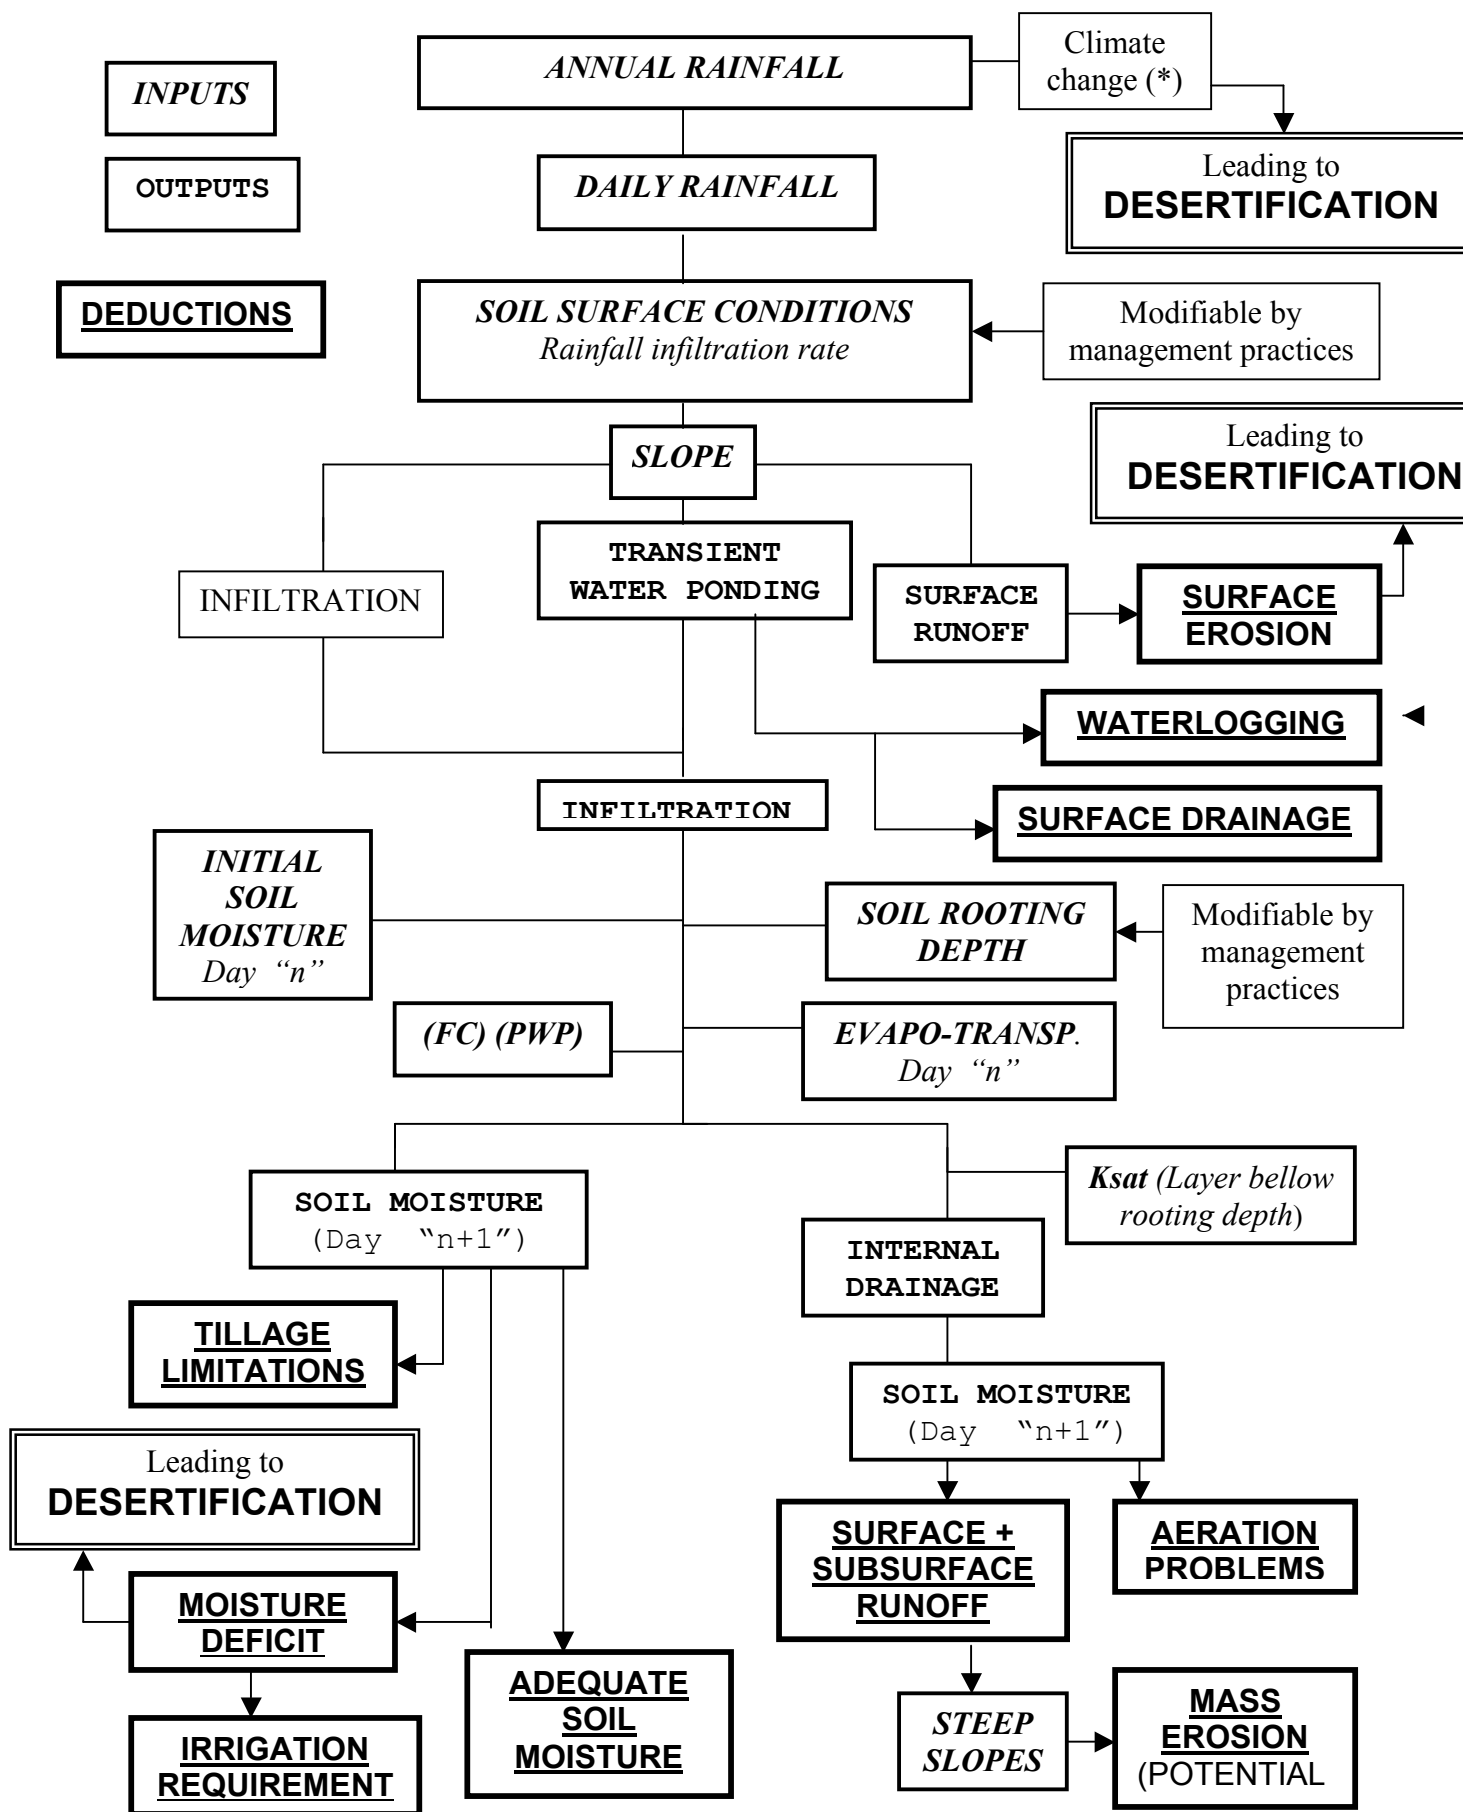 ANNUAL RAINFALL
Climate
change (*)
INPUTS
Leading to
DESERTIFICATION
OUTPUTS
DAILY RAINFALL
DEDUCTIONS
SOIL SURFACE CONDITIONS
Rainfall infiltration rate
Modifiable by
management practices
SLOPE
Leading to
DESERTIFICATION
TRANSIENT
WATER PONDING
INFILTRATION
SURFACE
RUNOFF
SURFACE
EROSION
WATERLOGGING
INFILTRATION
SURFACE DRAINAGE
INITIAL
SOIL
MOISTURE
Day “n”
SOIL ROOTING
DEPTH
Modifiable by
management
practices
(FC) (PWP)
EVAPO-TRANSP.
Day “n”
SOIL MOISTURE
(Day “n+1”)
Ksat (Layer bellow
rooting depth)
INTERNAL
DRAINAGE
TILLAGE
LIMITATIONS
SOIL MOISTURE
(Day “n+1”)
Leading to
DESERTIFICATION
SURFACE +
SUBSURFACE
RUNOFF
AERATION
PROBLEMS
MOISTURE
DEFICIT
ADEQUATE
SOIL
MOISTURE
STEEP
SLOPES
MASS
EROSION
(POTENTIAL
IRRIGATION
REQUIREMENT